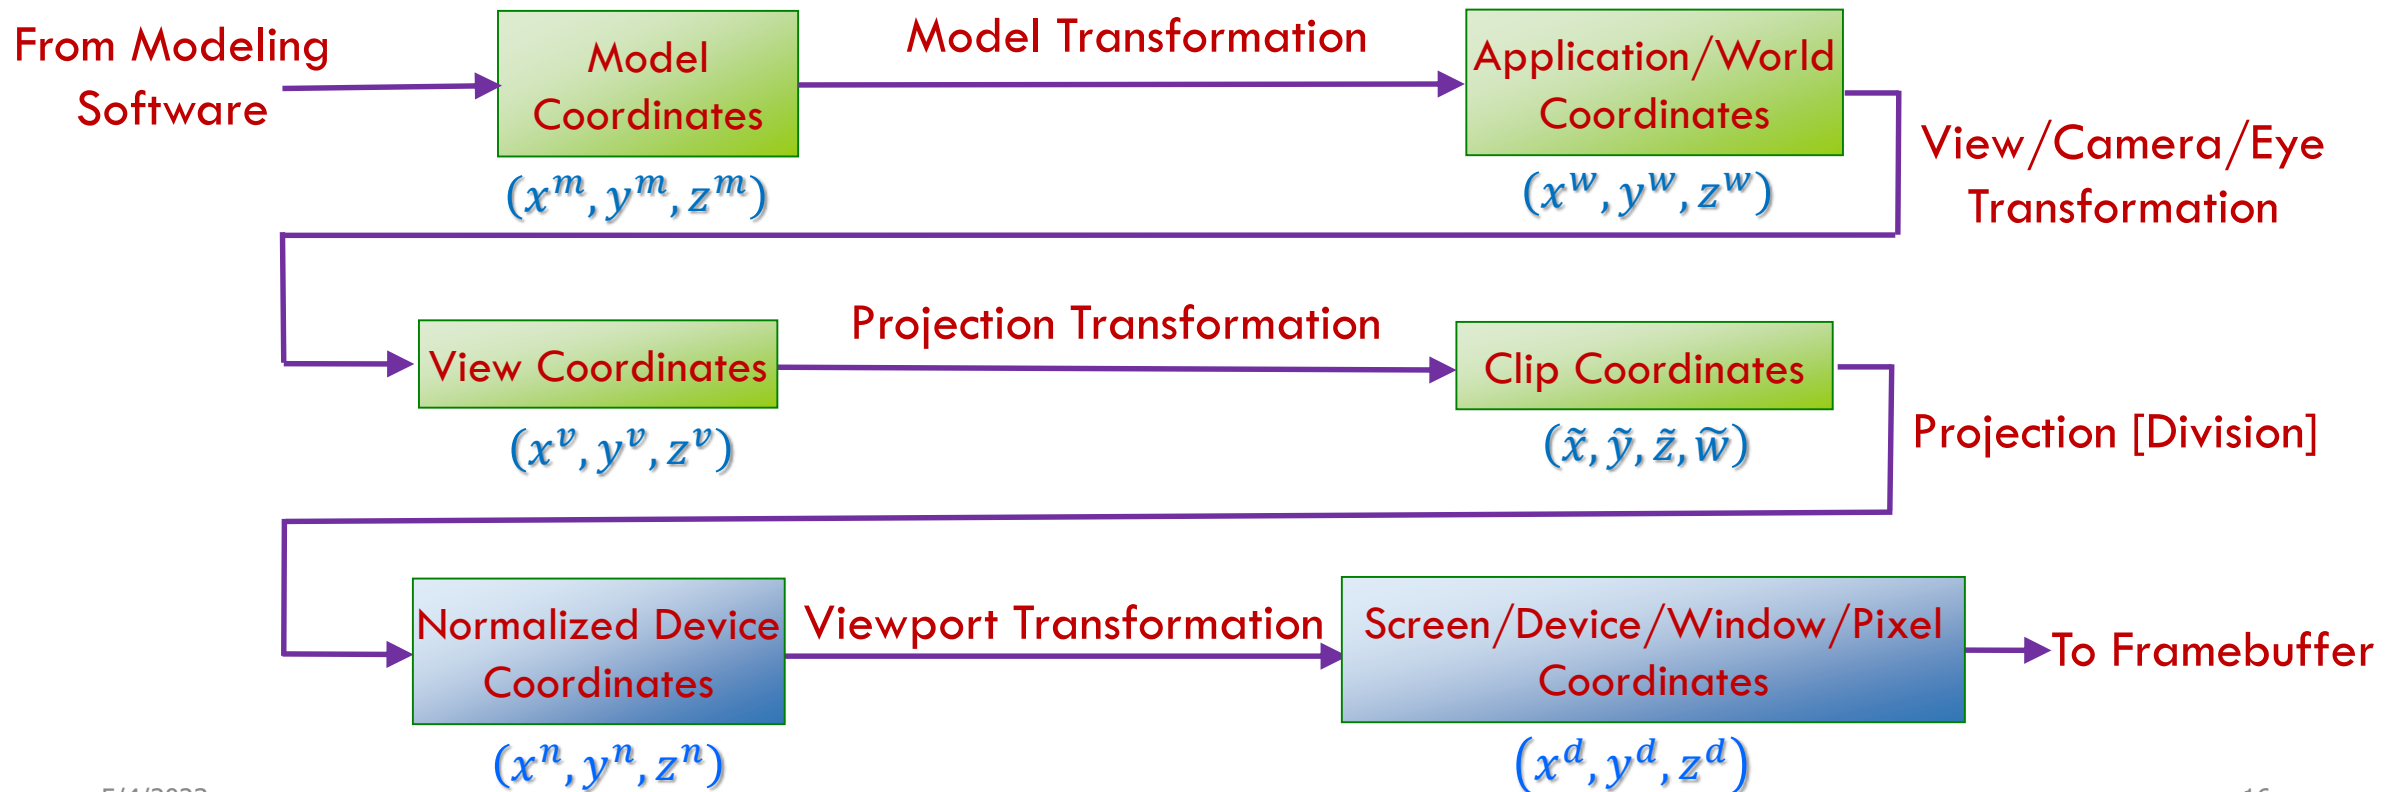 From Modeling
Software
Model
Coordinates
(x^m, y^m, z^m)
Model Transformation
Application/World
Coordinates
(x^w, y^w, z^w)
View/Camera/Eye
Transformation
View Coordinates
(x^v, y^v, z^v)
Projection Transformation
Clip Coordinates
(x̃, ỹ, z̃, w̃)
Projection [Division]
Normalized Device
Coordinates
(x^n, y^n, z^n)
Viewport Transformation
Screen/Device/Window/Pixel
Coordinates
(x^d, y^d, z^d)
To Framebuffer